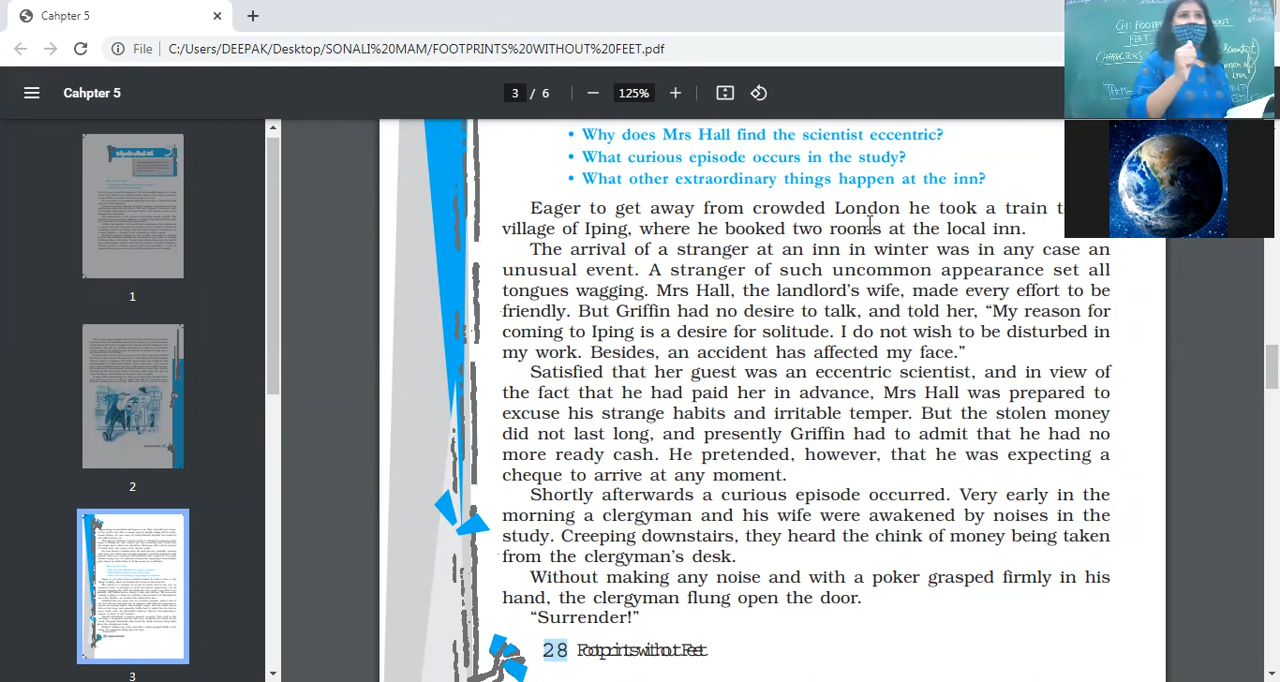 Cahpter 5
File
C:/Users/DEEPAK/Desktop/SONALI%20MAM/FOOTPRINTS%20WITHOUT%20FEET.pdf
Cahpter 5
3 / 6
125%
CH: FOOTP
FEET
CHARACTERS
scientist
THEME
1
2
3
• Why does Mrs Hall find the scientist eccentric?
• What curious episode occurs in the study?
• What other extraordinary things happen at the inn?
Eager to get away from crowded London he took a train t
village of Iping, where he booked two rooms at the local inn.
The arrival of a stranger at an inn in winter was in any case an
unusual event. A stranger of such uncommon appearance set all
tongues wagging. Mrs Hall, the landlord's wife, made every effort to be
friendly. But Griffin had no desire to talk, and told her, “My reason for
coming to Iping is a desire for solitude. I do not wish to be disturbed in
my work. Besides, an accident has affected my face.”
Satisfied that her guest was an eccentric scientist, and in view of
the fact that he had paid her in advance, Mrs Hall was prepared to
excuse his strange habits and irritable temper. But the stolen money
did not last long, and presently Griffin had to admit that he had no
more ready cash. He pretended, however, that he was expecting a
cheque to arrive at any moment.
Shortly afterwards a curious episode occurred. Very early in the
morning a clergyman and his wife were awakened by noises in the
study. Creeping downstairs, they heard the chink of money being taken
from the clergyman's desk.
Without making any noise and with a poker grasped firmly in his
hand, the clergyman flung open the door.
“Surrender!”
28